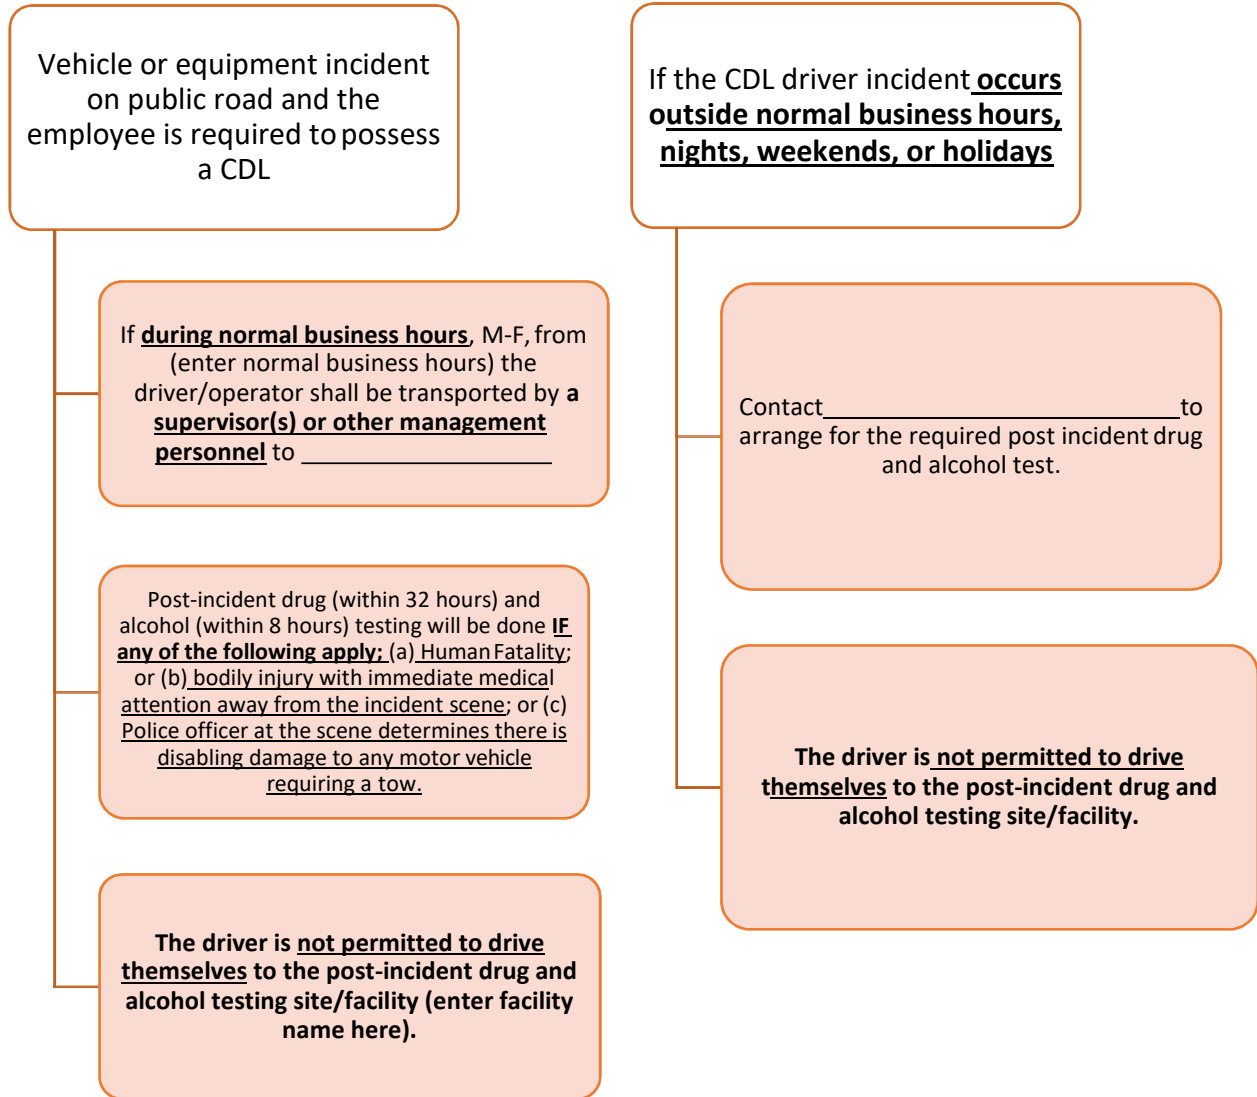 Vehicle or equipment incident
on public road and the
employee is required to possess
a CDL
If during normal business hours, M-F, from
(enter normal business hours) the
driver/operator shall be transported by a
supervisor(s) or other management
personnel to ___________________
Post-incident drug (within 32 hours) and
alcohol (within 8 hours) testing will be done IF
any of the following apply; (a) Human Fatality;
or (b) bodily injury with immediate medical
attention away from the incident scene; or (c)
Police officer at the scene determines there is
disabling damage to any motor vehicle
requiring a tow.
The driver is not permitted to drive
themselves to the post-incident drug and
alcohol testing site/facility (enter facility
name here).
If the CDL driver incident occurs
outside normal business hours,
nights, weekends, or holidays
Contact___________________________to
arrange for the required post incident drug
and alcohol test.
The driver is not permitted to drive
themselves to the post-incident drug and
alcohol testing site/facility.